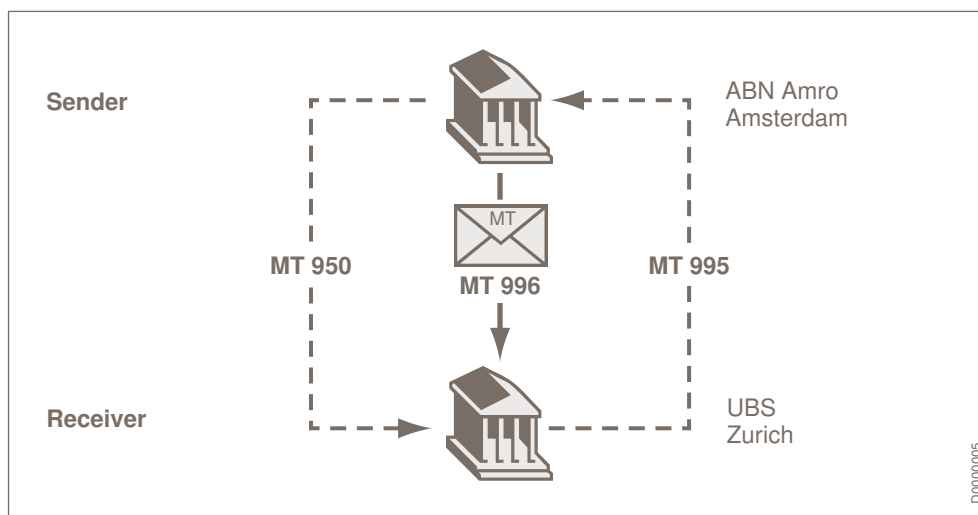 Sender
ABN Amro
Amsterdam
MT
MT 950
MT 996
MT 995
Receiver
UBS
Zurich
D0000005